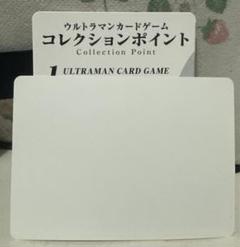 ウルトラマンカードゲーム
コレクションポイント
Collection Point
1 ULTRAMAN CARD GAME